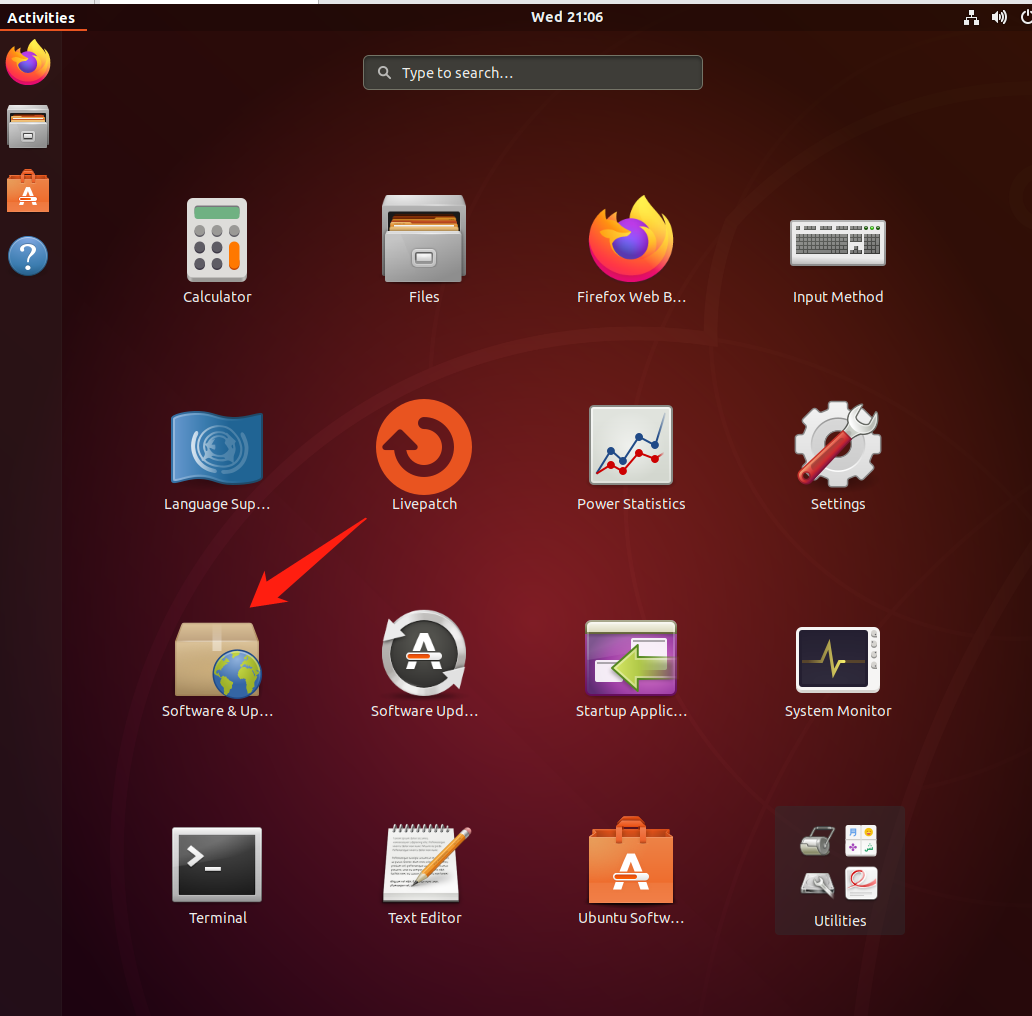 Activities
Wed 21:06
Type to search...
Calculator
Files
Firefox Web B...
Input Method
Language Sup...
Livepatch
Power Statistics
Settings
Software & Up...
Software Upd...
Startup Applic...
System Monitor
Terminal
Text Editor
Ubuntu Softw...
Utilities